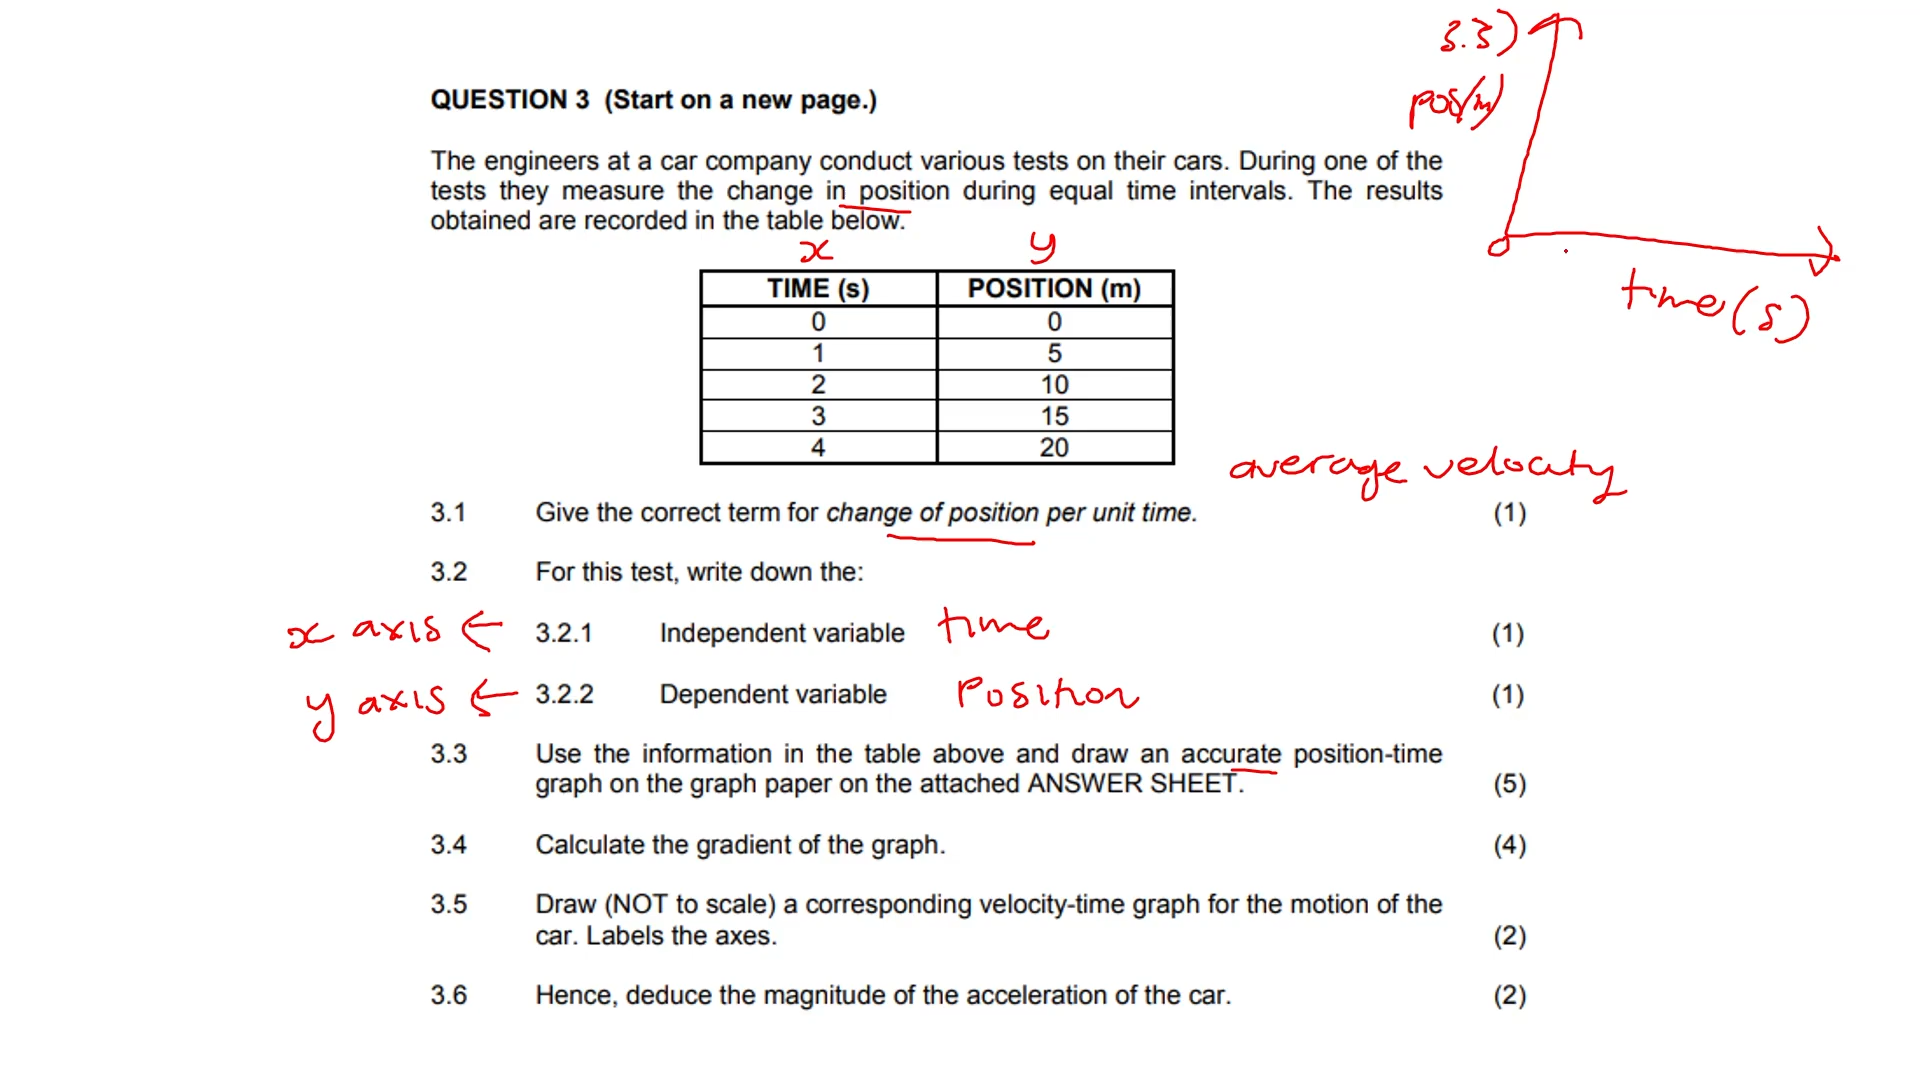 3.3)
pos(m)
QUESTION 3 (Start on a new page.)
The engineers at a car company conduct various tests on their cars. During one of the
tests they measure the change in position during equal time intervals. The results
obtained are recorded in the table below.
x y
TIME (s) POSITION (m)
0 0
1 5
2 10
3 15
4 20
0
time (s)
average velocity
3.1 Give the correct term for change of position per unit time. (1)
3.2 For this test, write down the:
x axis ← 3.2.1 Independent variable time (1)
y axis ← 3.2.2 Dependent variable Position (1)
3.3 Use the information in the table above and draw an accurate position-time
graph on the graph paper on the attached ANSWER SHEET. (5)
3.4 Calculate the gradient of the graph. (4)
3.5 Draw (NOT to scale) a corresponding velocity-time graph for the motion of the
car. Labels the axes. (2)
3.6 Hence, deduce the magnitude of the acceleration of the car. (2)